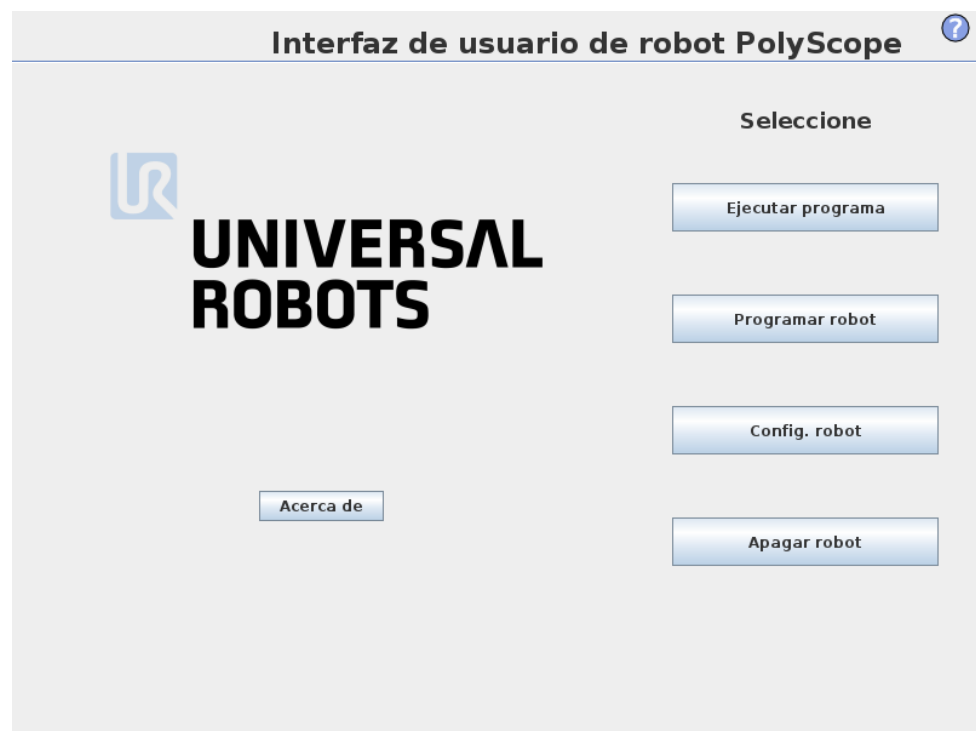 Interfaz de usuario de robot PolyScope
?
Seleccione
UR
UNIVERSAL
ROBOTS
Ejecutar programa
Programar robot
Config. robot
Acerca de
Apagar robot